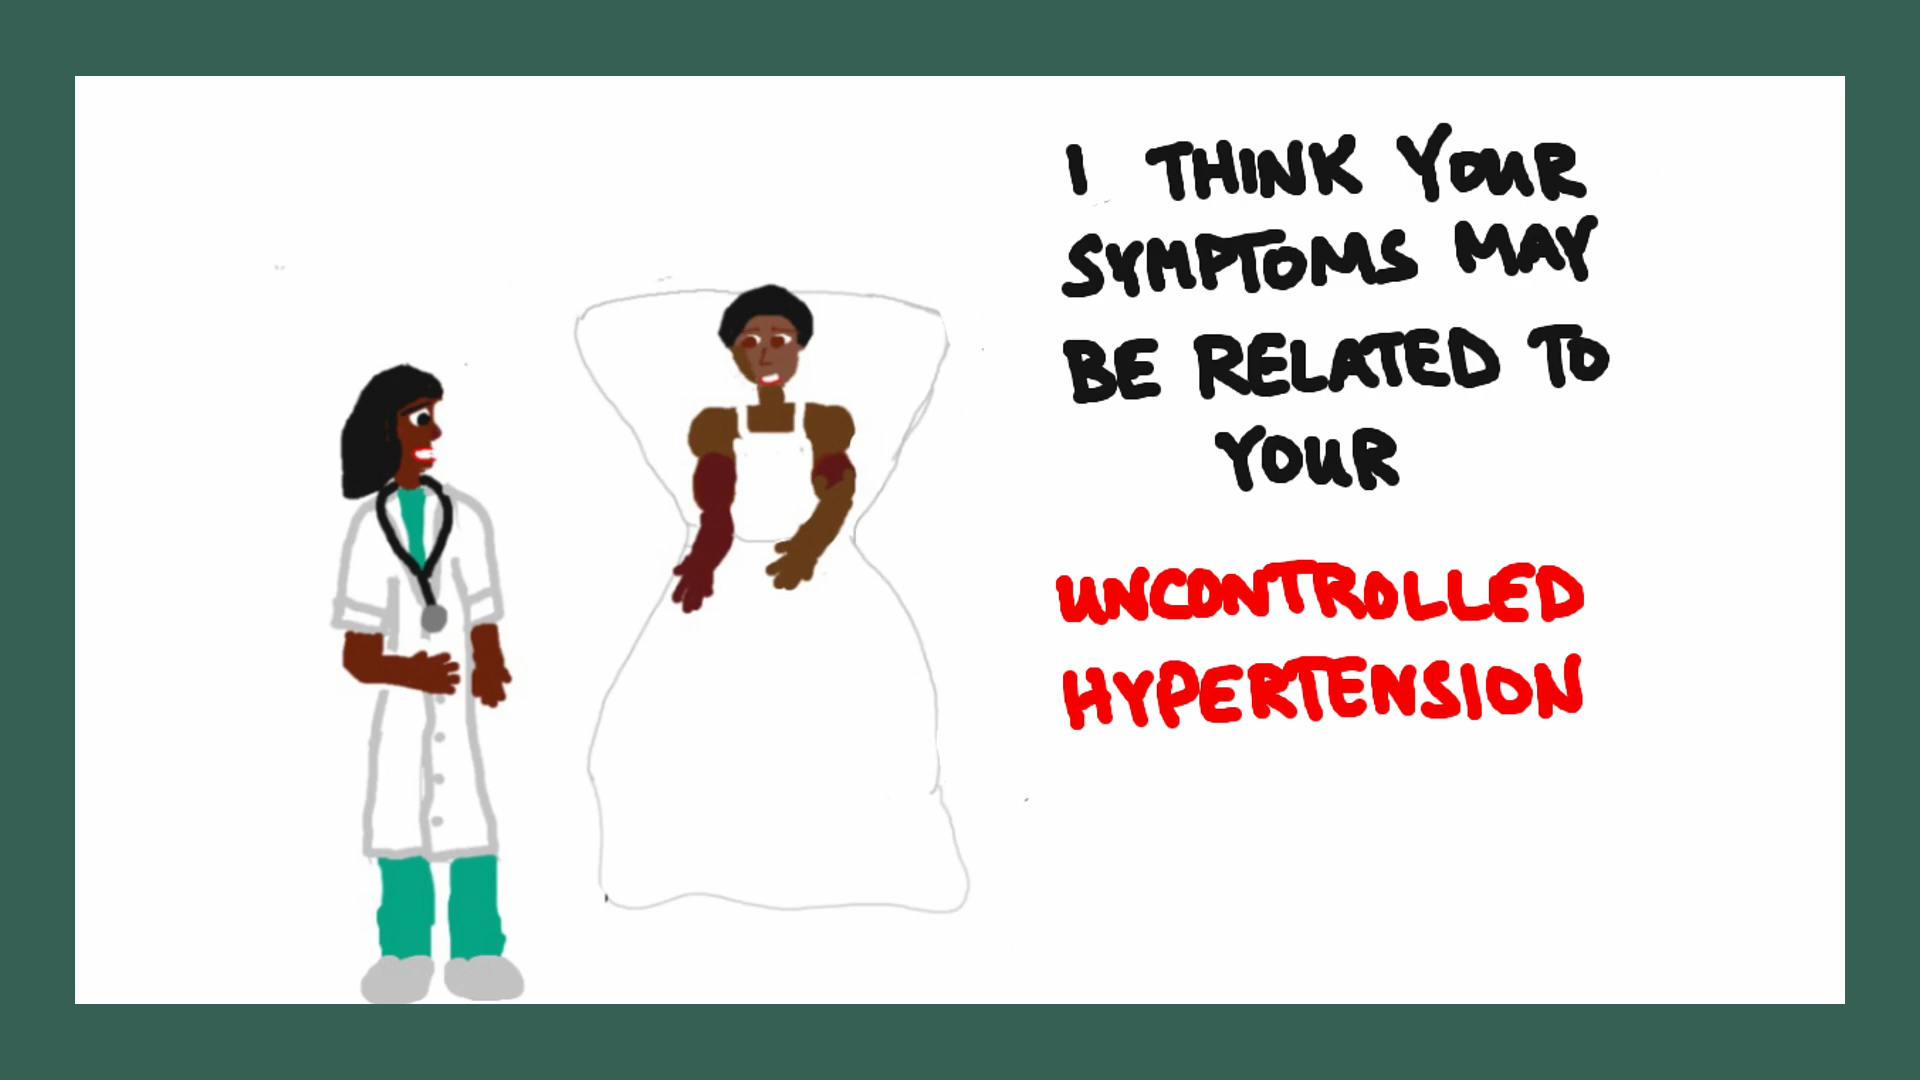 I THINK YOUR
SYMPTOMS MAY
BE RELATED TO
YOUR
UNCONTROLLED
HYPERTENSION